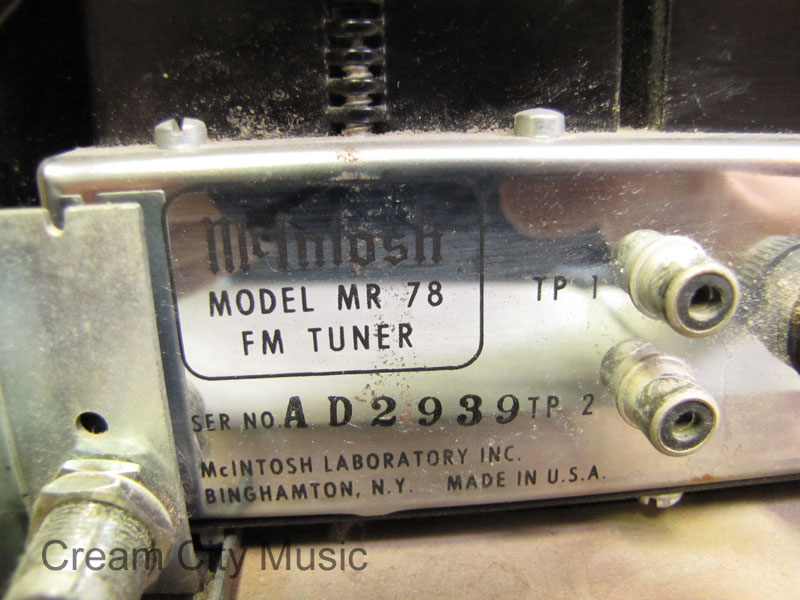 McIntosh
MODEL MR 78
FM TUNER
TP 1
SER NO. AD2939
TP 2
McINTOSH LABORATORY INC.
BINGHAMTON, N.Y. MADE IN U.S.A.
Cream City Music